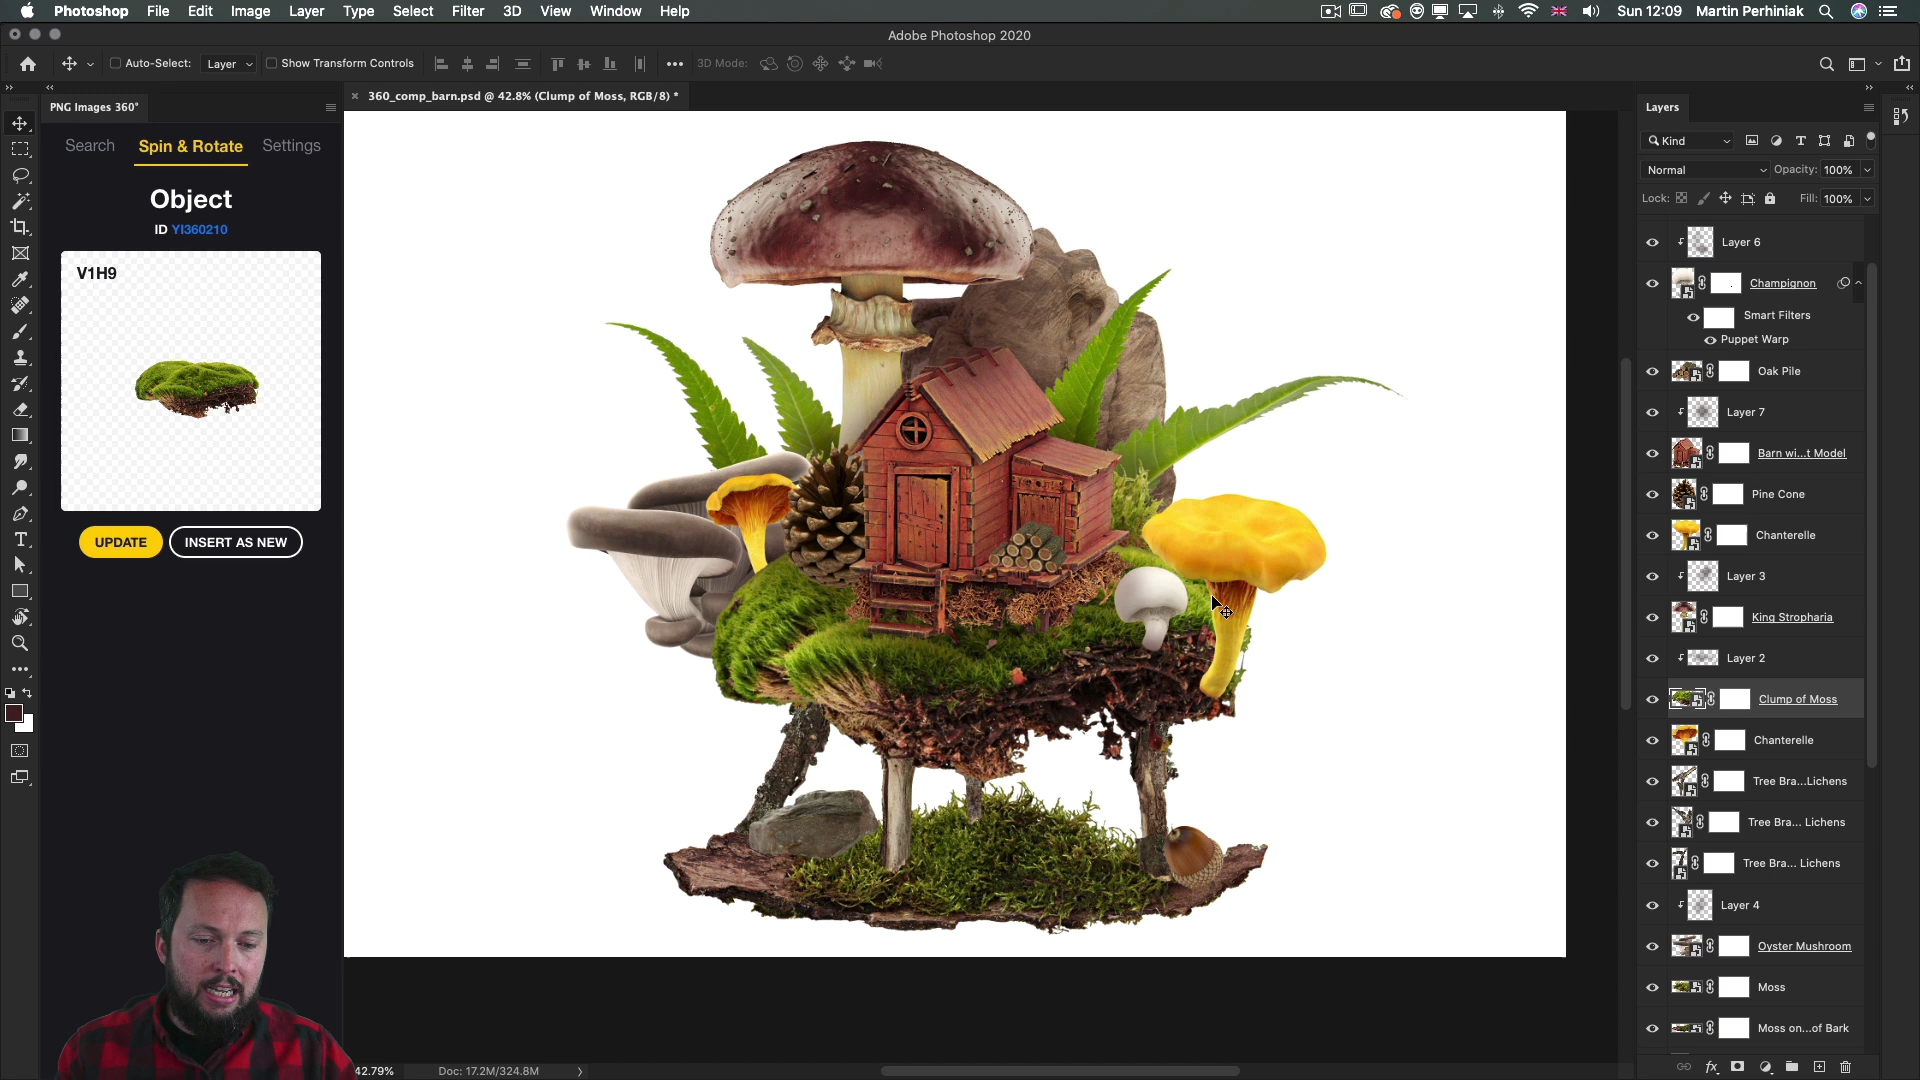 Photoshop File Edit Image Layer Type Select Filter 3D View Window Help Sun 12:09 Martin Perhiniak
Adobe Photoshop 2020
Auto-Select: Layer Show Transform Controls 3D Mode:
PNG Images 360°
360_comp_barn.psd @ 42.8% (Clump of Moss, RGB/8) *
Layers
Search Spin & Rotate Settings
Kind
Normal Opacity: 100%
Lock: Fill: 100%
Object
ID YI360210
V1H9
UPDATE INSERT AS NEW
Layer 6
Champignon
Smart Filters
Puppet Warp
Oak Pile
Layer 7
Barn wi...t Model
Pine Cone
Chanterelle
Layer 3
King Stropharia
Layer 2
Clump of Moss
Chanterelle
Tree Bra...Lichens
Tree Bra... Lichens
Tree Bra... Lichens
Layer 4
Oyster Mushroom
Moss
Moss on...of Bark
42.79% Doc: 17.2M/324.8M